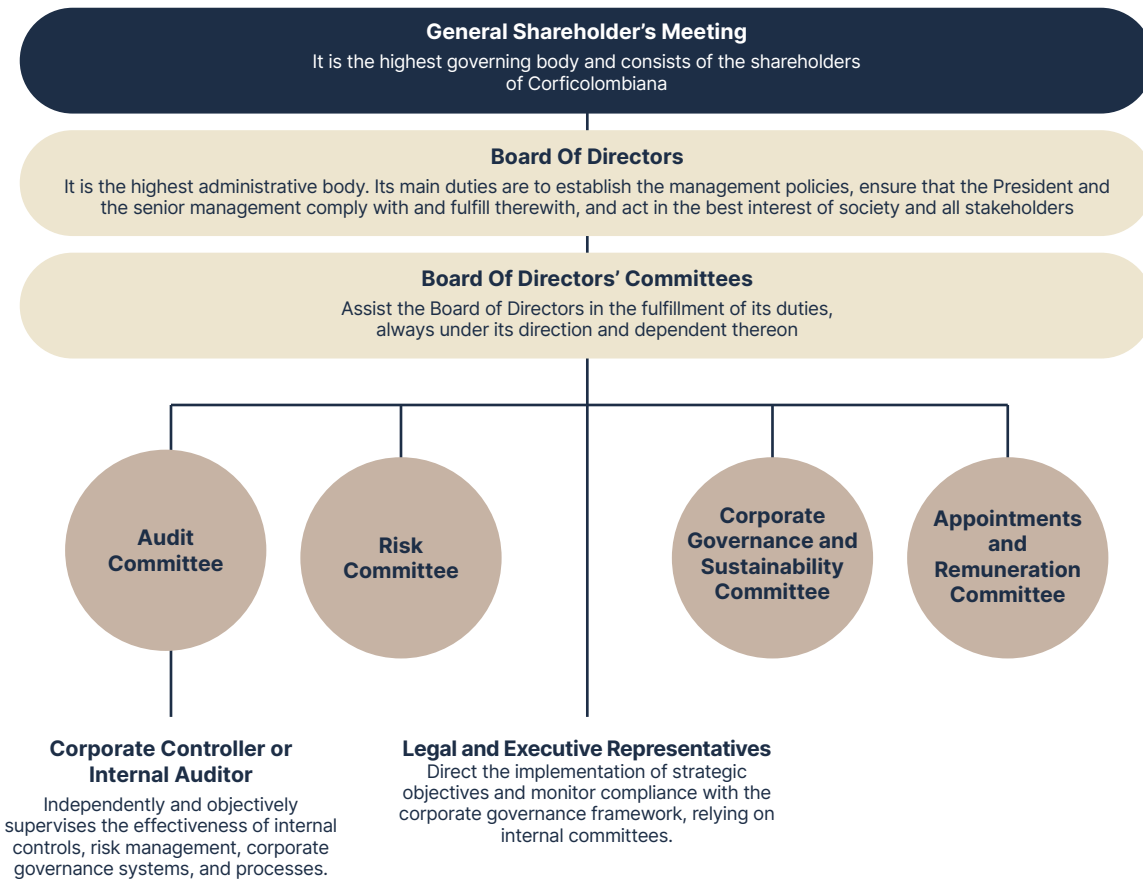 General Shareholder’s Meeting
It is the highest governing body and consists of the shareholders
of Corficolombiana
Board Of Directors
It is the highest administrative body. Its main duties are to establish the management policies, ensure that the President and
the senior management comply with and fulfill therewith, and act in the best interest of society and all stakeholders
Board Of Directors’ Committees
Assist the Board of Directors in the fulfillment of its duties,
always under its direction and dependent thereon
Audit
Committee
Risk
Committee
Corporate
Governance and
Sustainability
Committee
Appointments
and
Remuneration
Committee
Corporate Controller or
Internal Auditor
Independently and objectively
supervises the effectiveness of internal
controls, risk management, corporate
governance systems, and processes.
Legal and Executive Representatives
Direct the implementation of strategic
objectives and monitor compliance with the
corporate governance framework, relying on
internal committees.